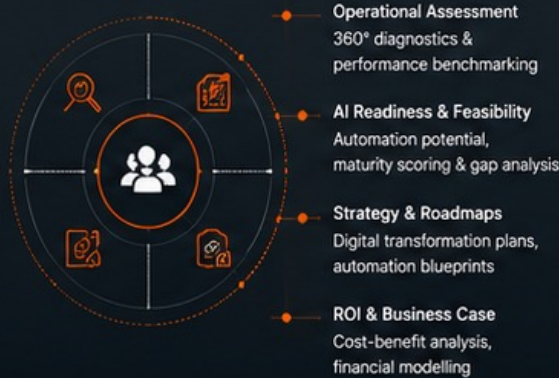 Operational Assessment
360° diagnostics &
performance benchmarking
AI Readiness & Feasibility
Automation potential,
maturity scoring & gap analysis
Strategy & Roadmaps
Digital transformation plans,
automation blueprints
ROI & Business Case
Cost-benefit analysis,
financial modelling